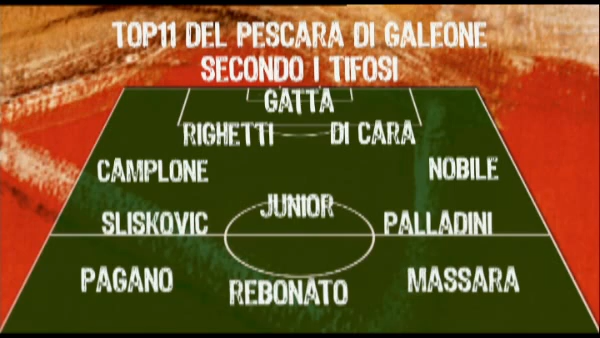 TOP11 DEL PESCARA DI GALEONE
SECONDO I TIFOSI
GATTA
RIGHETTI DI CARA
CAMPLONE NOBILE
JUNIOR
SLISKOVIC PALLADINI
PAGANO REBONATO MASSARA